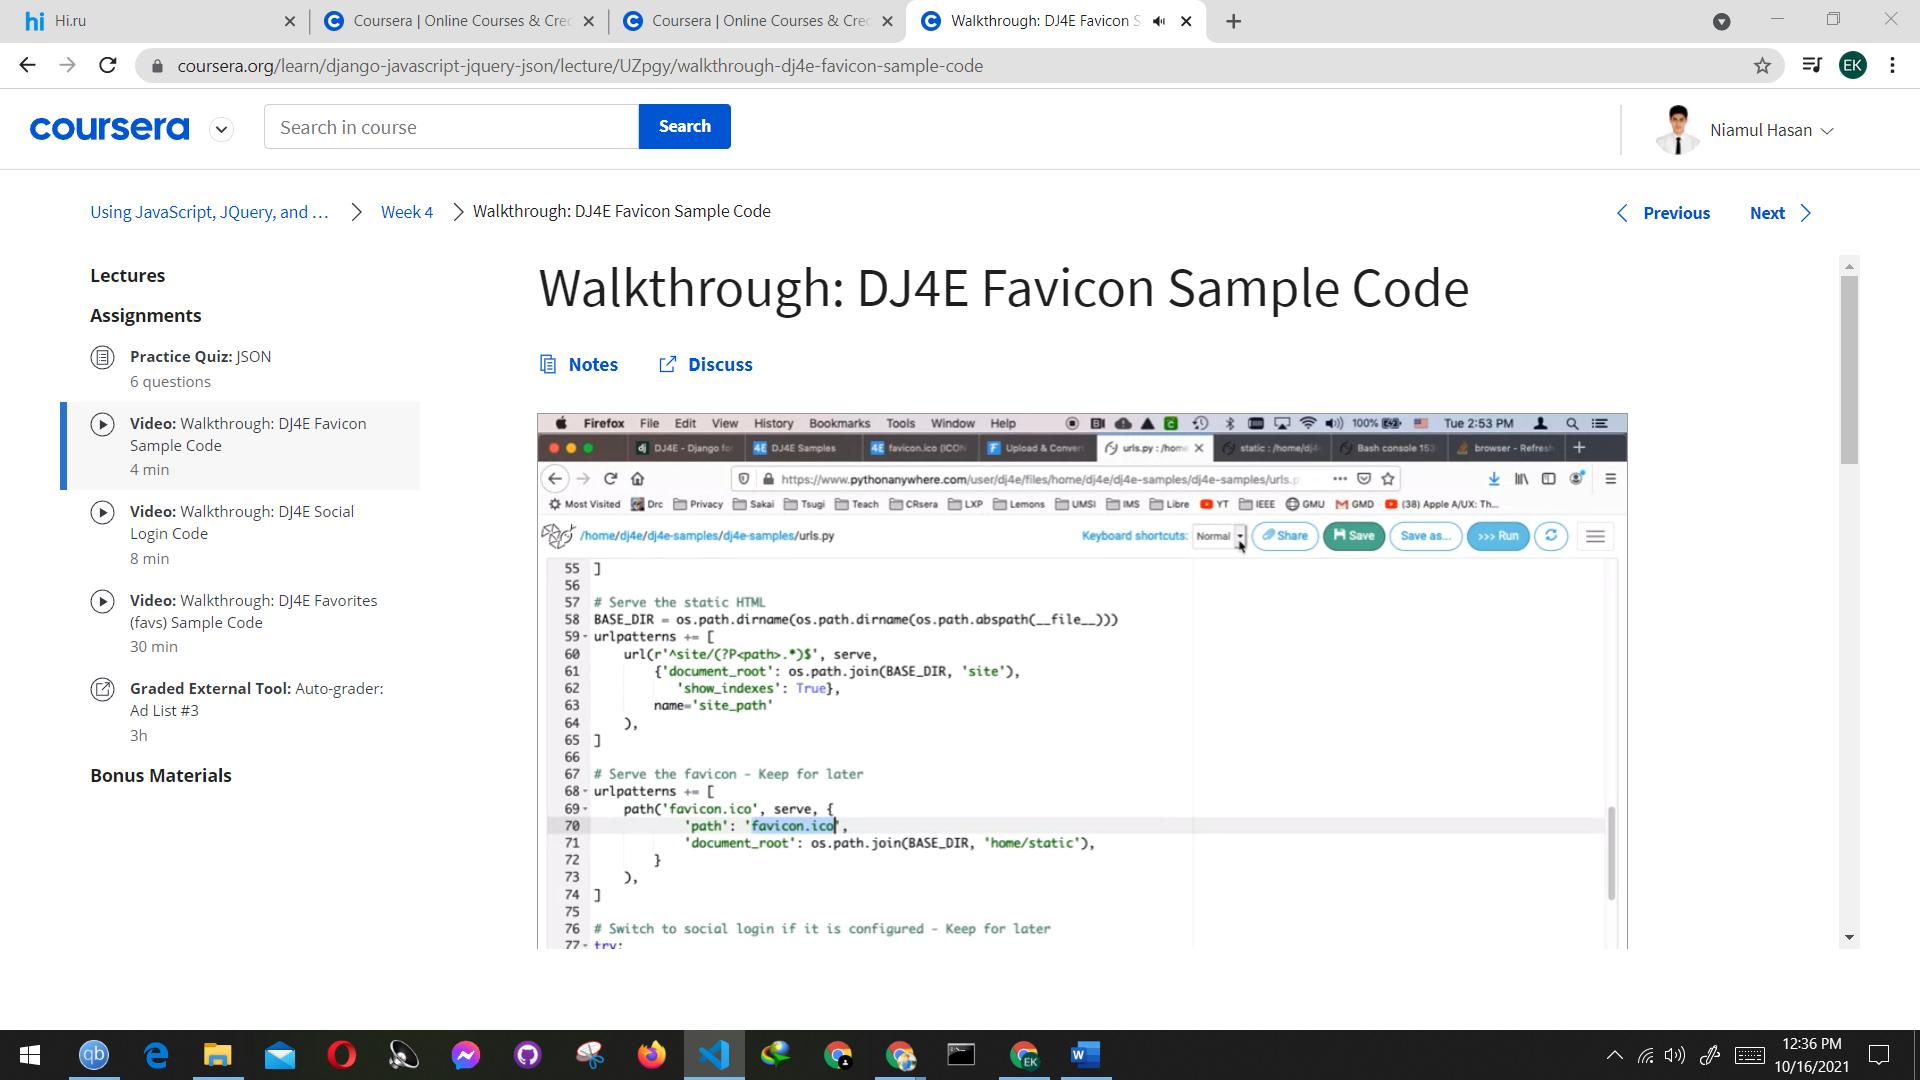 hi Hi.ru
Coursera | Online Courses & Crec
Coursera | Online Courses & Crec
Walkthrough: DJ4E Favicon S
coursera.org/learn/django-javascript-jquery-json/lecture/UZpgy/walkthrough-dj4e-favicon-sample-code
EK
coursera
Search in course
Search
Niamul Hasan
Using JavaScript, JQuery, and ...
Week 4
Walkthrough: DJ4E Favicon Sample Code
Previous
Next
Lectures
Assignments
Practice Quiz: JSON
6 questions
Video: Walkthrough: DJ4E Favicon
Sample Code
4 min
Video: Walkthrough: DJ4E Social
Login Code
8 min
Video: Walkthrough: DJ4E Favorites
(favs) Sample Code
30 min
Graded External Tool: Auto-grader:
Ad List #3
3h
Bonus Materials
Walkthrough: DJ4E Favicon Sample Code
Notes
Discuss
Firefox File Edit View History Bookmarks Tools Window Help 100% Tue 2:53 PM
dj DJ4E - Django for
4E DJ4E Samples
4E favicon.ico (ICON
F Upload & Convert
urls.py : /home
static : /home/dj4
Bash console 153
browser - Refresh
https://www.pythonanywhere.com/user/dj4e/files/home/dj4e/dj4e-samples/dj4e-samples/urls.p
Most Visited Drc Privacy Sakai Tsugi Teach CRsera LXP Lemons UMSI IMS Libre YT IEEE GMU GMD (38) Apple A/UX: Th...
/home/dj4e/dj4e-samples/dj4e-samples/urls.py
Keyboard shortcuts: Normal Share Save Save as... >>> Run
55 ]
56
57 # Serve the static HTML
58 BASE_DIR = os.path.dirname(os.path.dirname(os.path.abspath(__file__)))
59 urlpatterns += [
60 url(r'^site/(?P<path>.*)$', serve,
61 {'document_root': os.path.join(BASE_DIR, 'site'),
62 'show_indexes': True},
63 name='site_path'
64 ),
65 ]
66
67 # Serve the favicon - Keep for later
68 urlpatterns += [
69 path('favicon.ico', serve, {
70 'path': 'favicon.ico',
71 'document_root': os.path.join(BASE_DIR, 'home/static'),
72 }
73 ),
74 ]
75
76 # Switch to social login if it is configured - Keep for later
77 try:
qb
EK
W
12:36 PM
10/16/2021